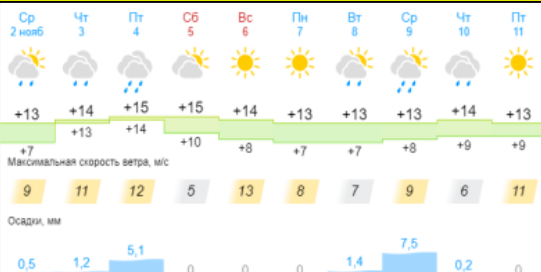 Ср Чт Пт Сб Вс Пн Вт Ср Чт Пт
2 нояб 3 4 5 6 7 8 9 10 11
+13 +14 +15 +15 +14 +13 +13 +13 +14 +13
+7 +13 +14 +10 +8 +7 +7 +8 +9 +9
Максимальная скорость ветра, м/с
9 11 12 5 13 8 7 9 6 11
Осадки, мм
0,5 1,2 5,1 0 0 0 1,4 7,5 0,2 0